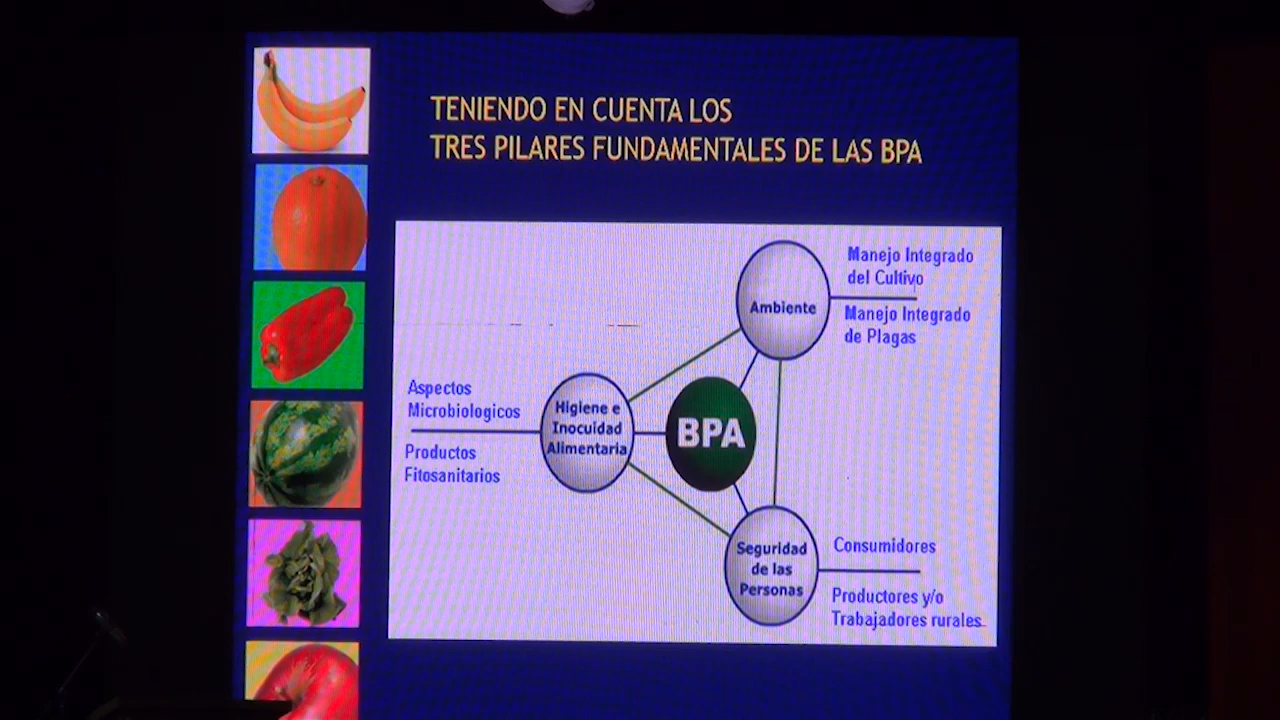 TENIENDO EN CUENTA LOS
TRES PILARES FUNDAMENTALES DE LAS BPA
Ambiente
Manejo Integrado
del Cultivo
Manejo Integrado
de Plagas
Aspectos
Microbiologicos
Productos
Fitosanitarios
Higiene e
Inocuidad
Alimentaria
BPA
Seguridad
de las
Personas
Consumidores
Productores y/o
Trabajadores rurales